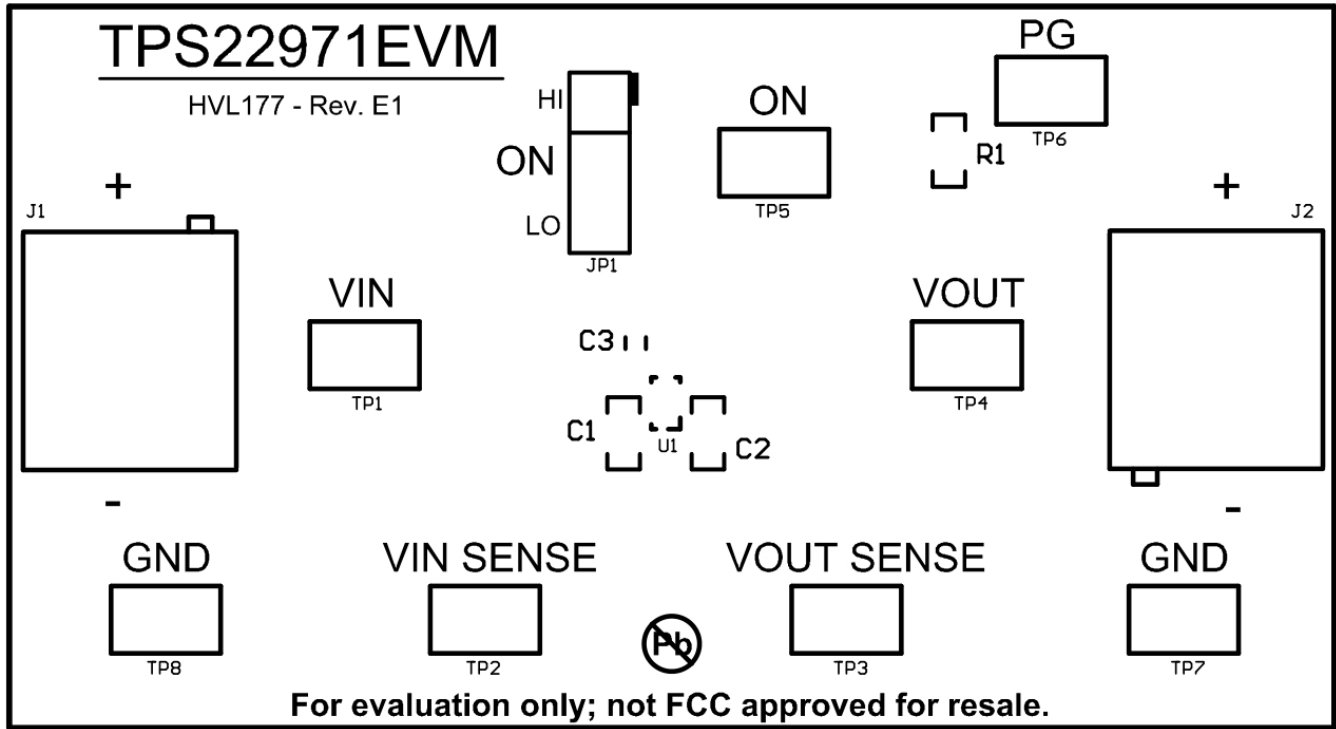 TPS22971EVM
HVL177 - Rev. E1
PG
TP6
HI
ON
LO
JP1
ON
TP5
R1
+
J1
-
+
J2
-
VIN
TP1
VOUT
TP4
C3
C1
U1
C2
GND
TP8
VIN SENSE
TP2
Pb
VOUT SENSE
TP3
GND
TP7
For evaluation only; not FCC approved for resale.